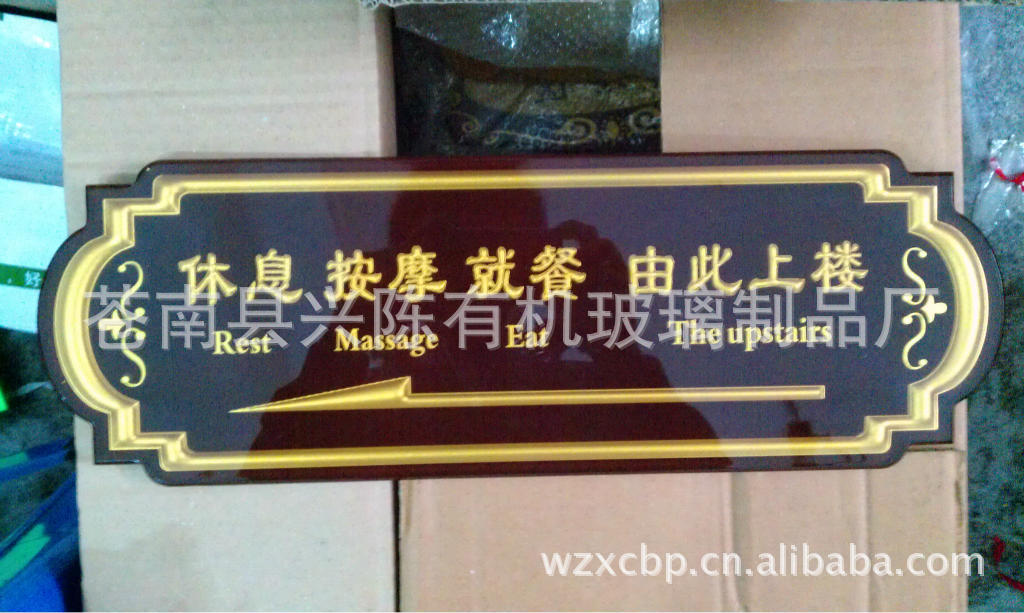 休息 按摩 就餐 由此上楼
苍南县兴陈有机玻璃制品厂
Rest Massage Eat The upstairs
wzxcbp.cn.alibaba.com
好